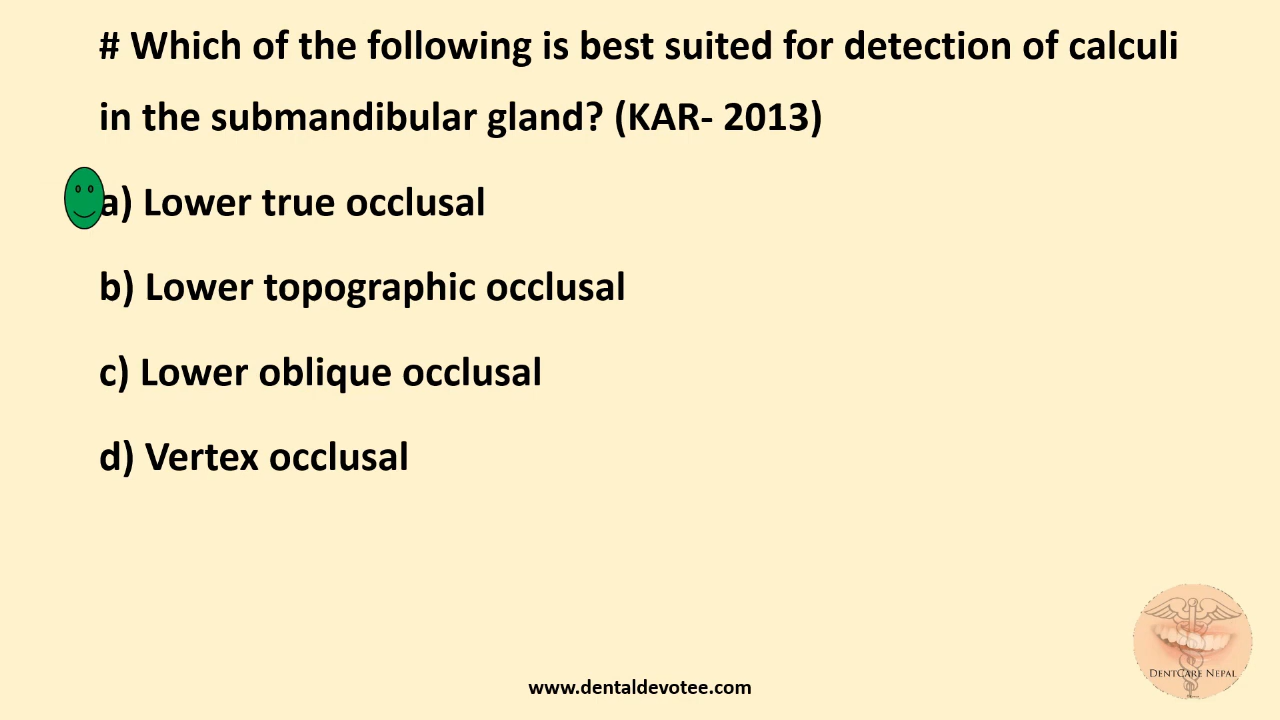 # Which of the following is best suited for detection of calculi
in the submandibular gland? (KAR- 2013)
a) Lower true occlusal
b) Lower topographic occlusal
c) Lower oblique occlusal
d) Vertex occlusal
DentCare Nepal
www.dentaldevotee.com